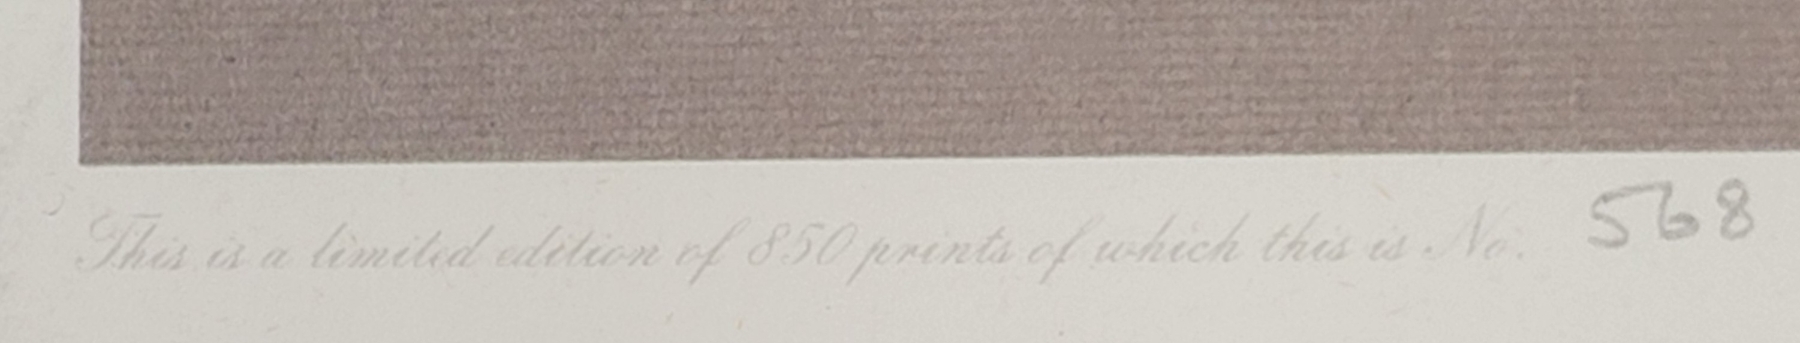 This is a limited edition of 850 prints of which this is No. 568